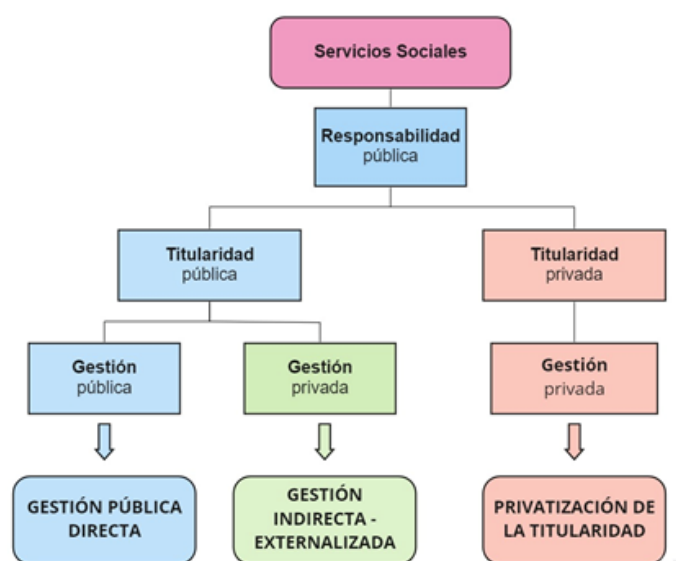 Servicios Sociales
Responsabilidad
pública
Titularidad
pública
Titularidad
privada
Gestión
pública
Gestión
privada
Gestión
privada
GESTIÓN PÚBLICA
DIRECTA
GESTIÓN
INDIRECTA -
EXTERNALIZADA
PRIVATIZACIÓN DE
LA TITULARIDAD